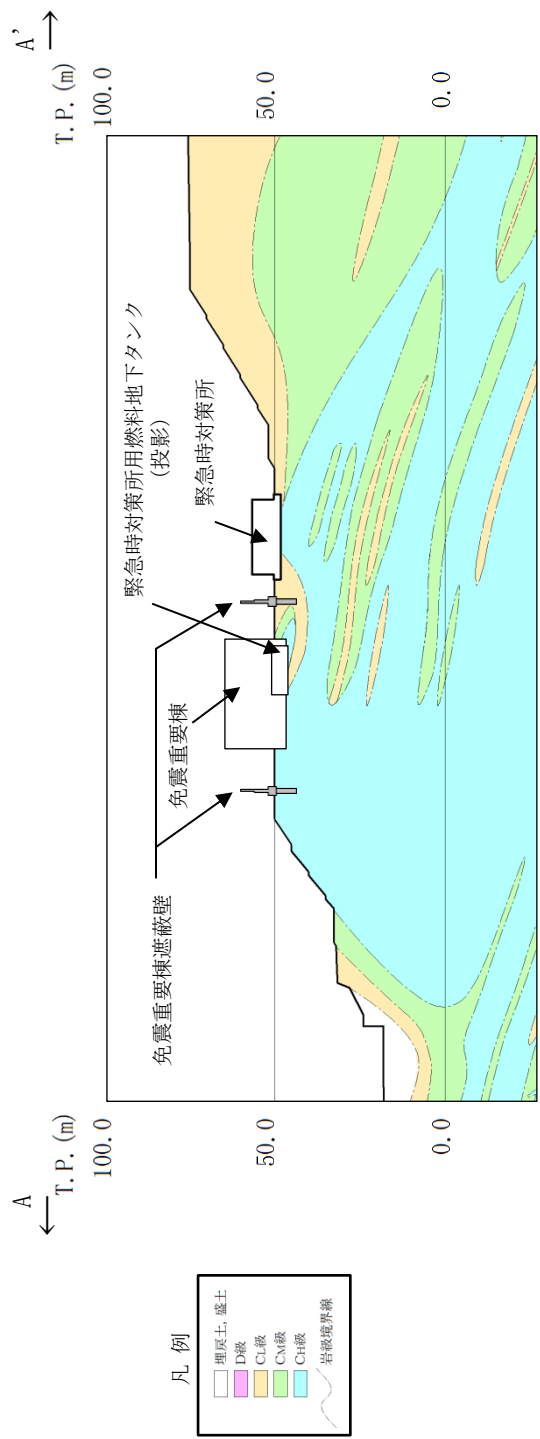 A
A'
T.P. (m)
T.P. (m)
100.0
50.0
0.0
100.0
50.0
0.0
免震重要棟遮蔽壁
免震重要棟
緊急時対策所用燃料地下タンク
(投影)
緊急時対策所
凡 例
埋戻土, 盛土
D級
CL級
CM級
CH級
岩級境界線